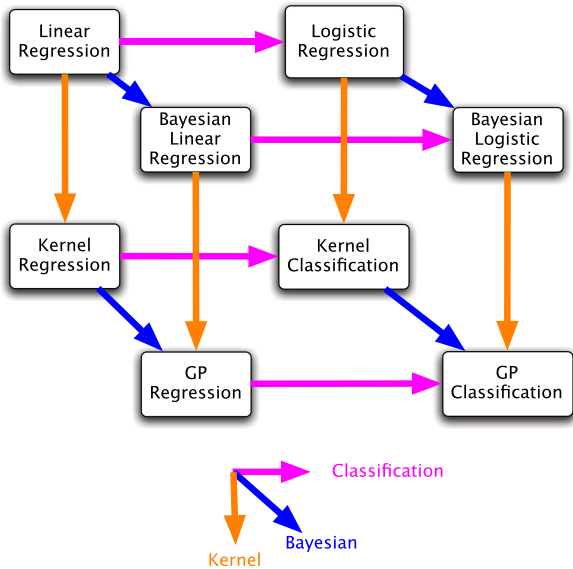 Linear
Regression
Logistic
Regression
Bayesian
Linear
Regression
Bayesian
Logistic
Regression
Kernel
Regression
Kernel
Classification
GP
Regression
GP
Classification
Classification
Bayesian
Kernel